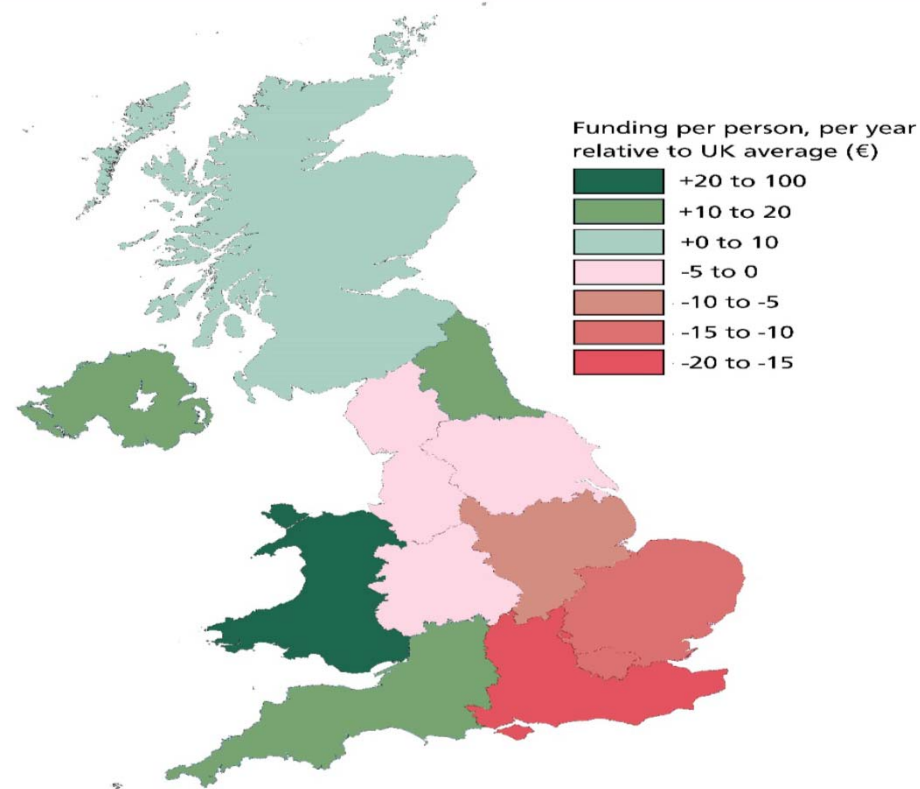 Funding per person, per year
relative to UK average (€)
+20 to 100
+10 to 20
+0 to 10
-5 to 0
-10 to -5
-15 to -10
-20 to -15